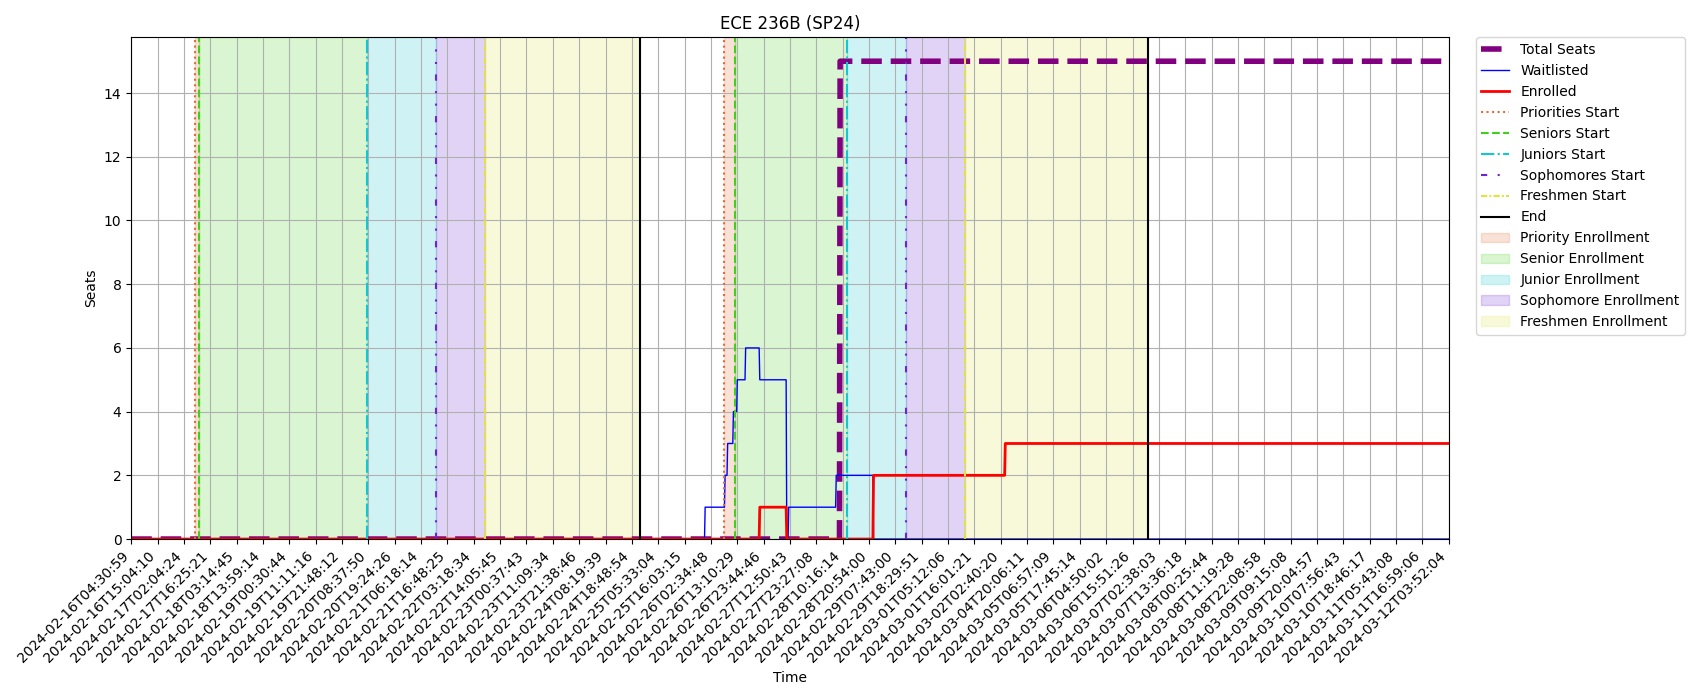 ECE 236B (SP24)
Total Seats
Waitlisted
Enrolled
Priorities Start
Seniors Start
Juniors Start
Sophomores Start
Freshmen Start
End
Priority Enrollment
Senior Enrollment
Junior Enrollment
Sophomore Enrollment
Freshmen Enrollment
Seats
14
12
10
8
6
4
2
0
2024-02-16T04:30:59
2024-02-16T15:04:10
2024-02-17T02:04:24
2024-02-17T16:25:21
2024-02-18T03:14:45
2024-02-18T13:59:14
2024-02-19T00:30:44
2024-02-19T11:11:16
2024-02-19T21:48:12
2024-02-20T08:37:50
2024-02-20T19:24:26
2024-02-21T06:18:14
2024-02-21T16:48:25
2024-02-22T03:18:34
2024-02-22T14:05:45
2024-02-23T00:37:43
2024-02-23T11:09:34
2024-02-23T21:38:46
2024-02-24T08:19:39
2024-02-24T18:48:54
2024-02-25T05:33:04
2024-02-25T16:03:15
2024-02-26T02:34:48
2024-02-26T13:10:29
2024-02-26T23:44:46
2024-02-27T12:50:43
2024-02-27T23:27:08
2024-02-28T10:16:14
2024-02-28T20:54:00
2024-02-29T07:43:00
2024-02-29T18:29:51
2024-03-01T05:12:06
2024-03-01T16:01:21
2024-03-02T02:40:20
2024-03-04T20:06:11
2024-03-05T06:57:09
2024-03-05T17:45:14
2024-03-06T04:50:02
2024-03-06T15:51:26
2024-03-07T02:38:03
2024-03-07T13:36:18
2024-03-08T00:25:44
2024-03-08T11:19:28
2024-03-08T22:08:58
2024-03-09T09:15:08
2024-03-09T20:04:57
2024-03-10T07:56:43
2024-03-10T18:46:17
2024-03-11T05:43:08
2024-03-11T16:59:06
2024-03-12T03:52:04
Time